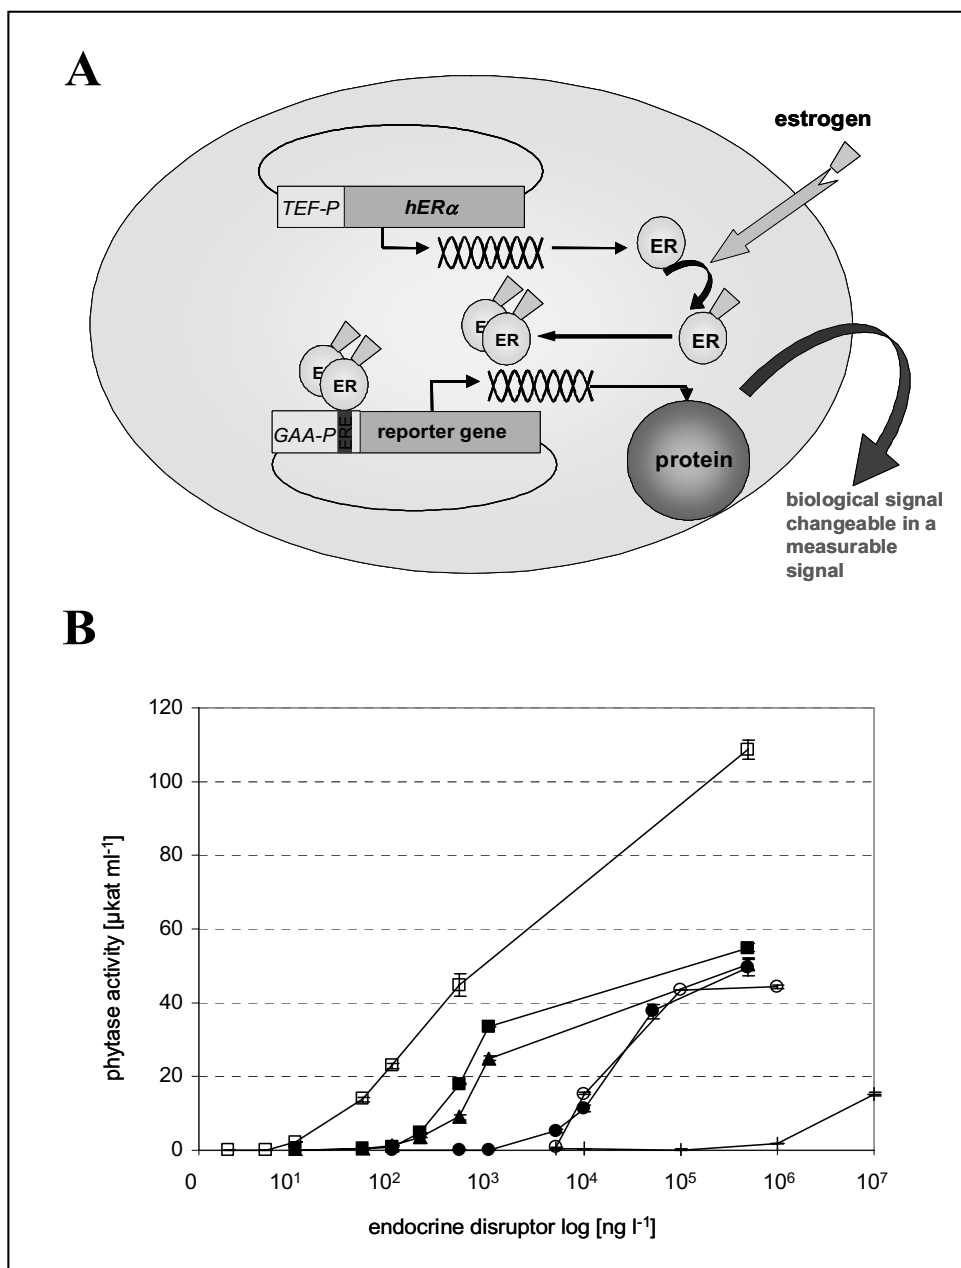 A
estrogen
TEF-P hERα
ER
E ER
ER
E
ER
GAA-P ERE reporter gene
protein
biological signal
changeable in a
measurable
signal
B
120
100
80
60
40
20
0
phytase activity [µkat ml⁻¹]
0 10¹ 10² 10³ 10⁴ 10⁵ 10⁶ 10⁷
endocrine disruptor log [ng l⁻¹]